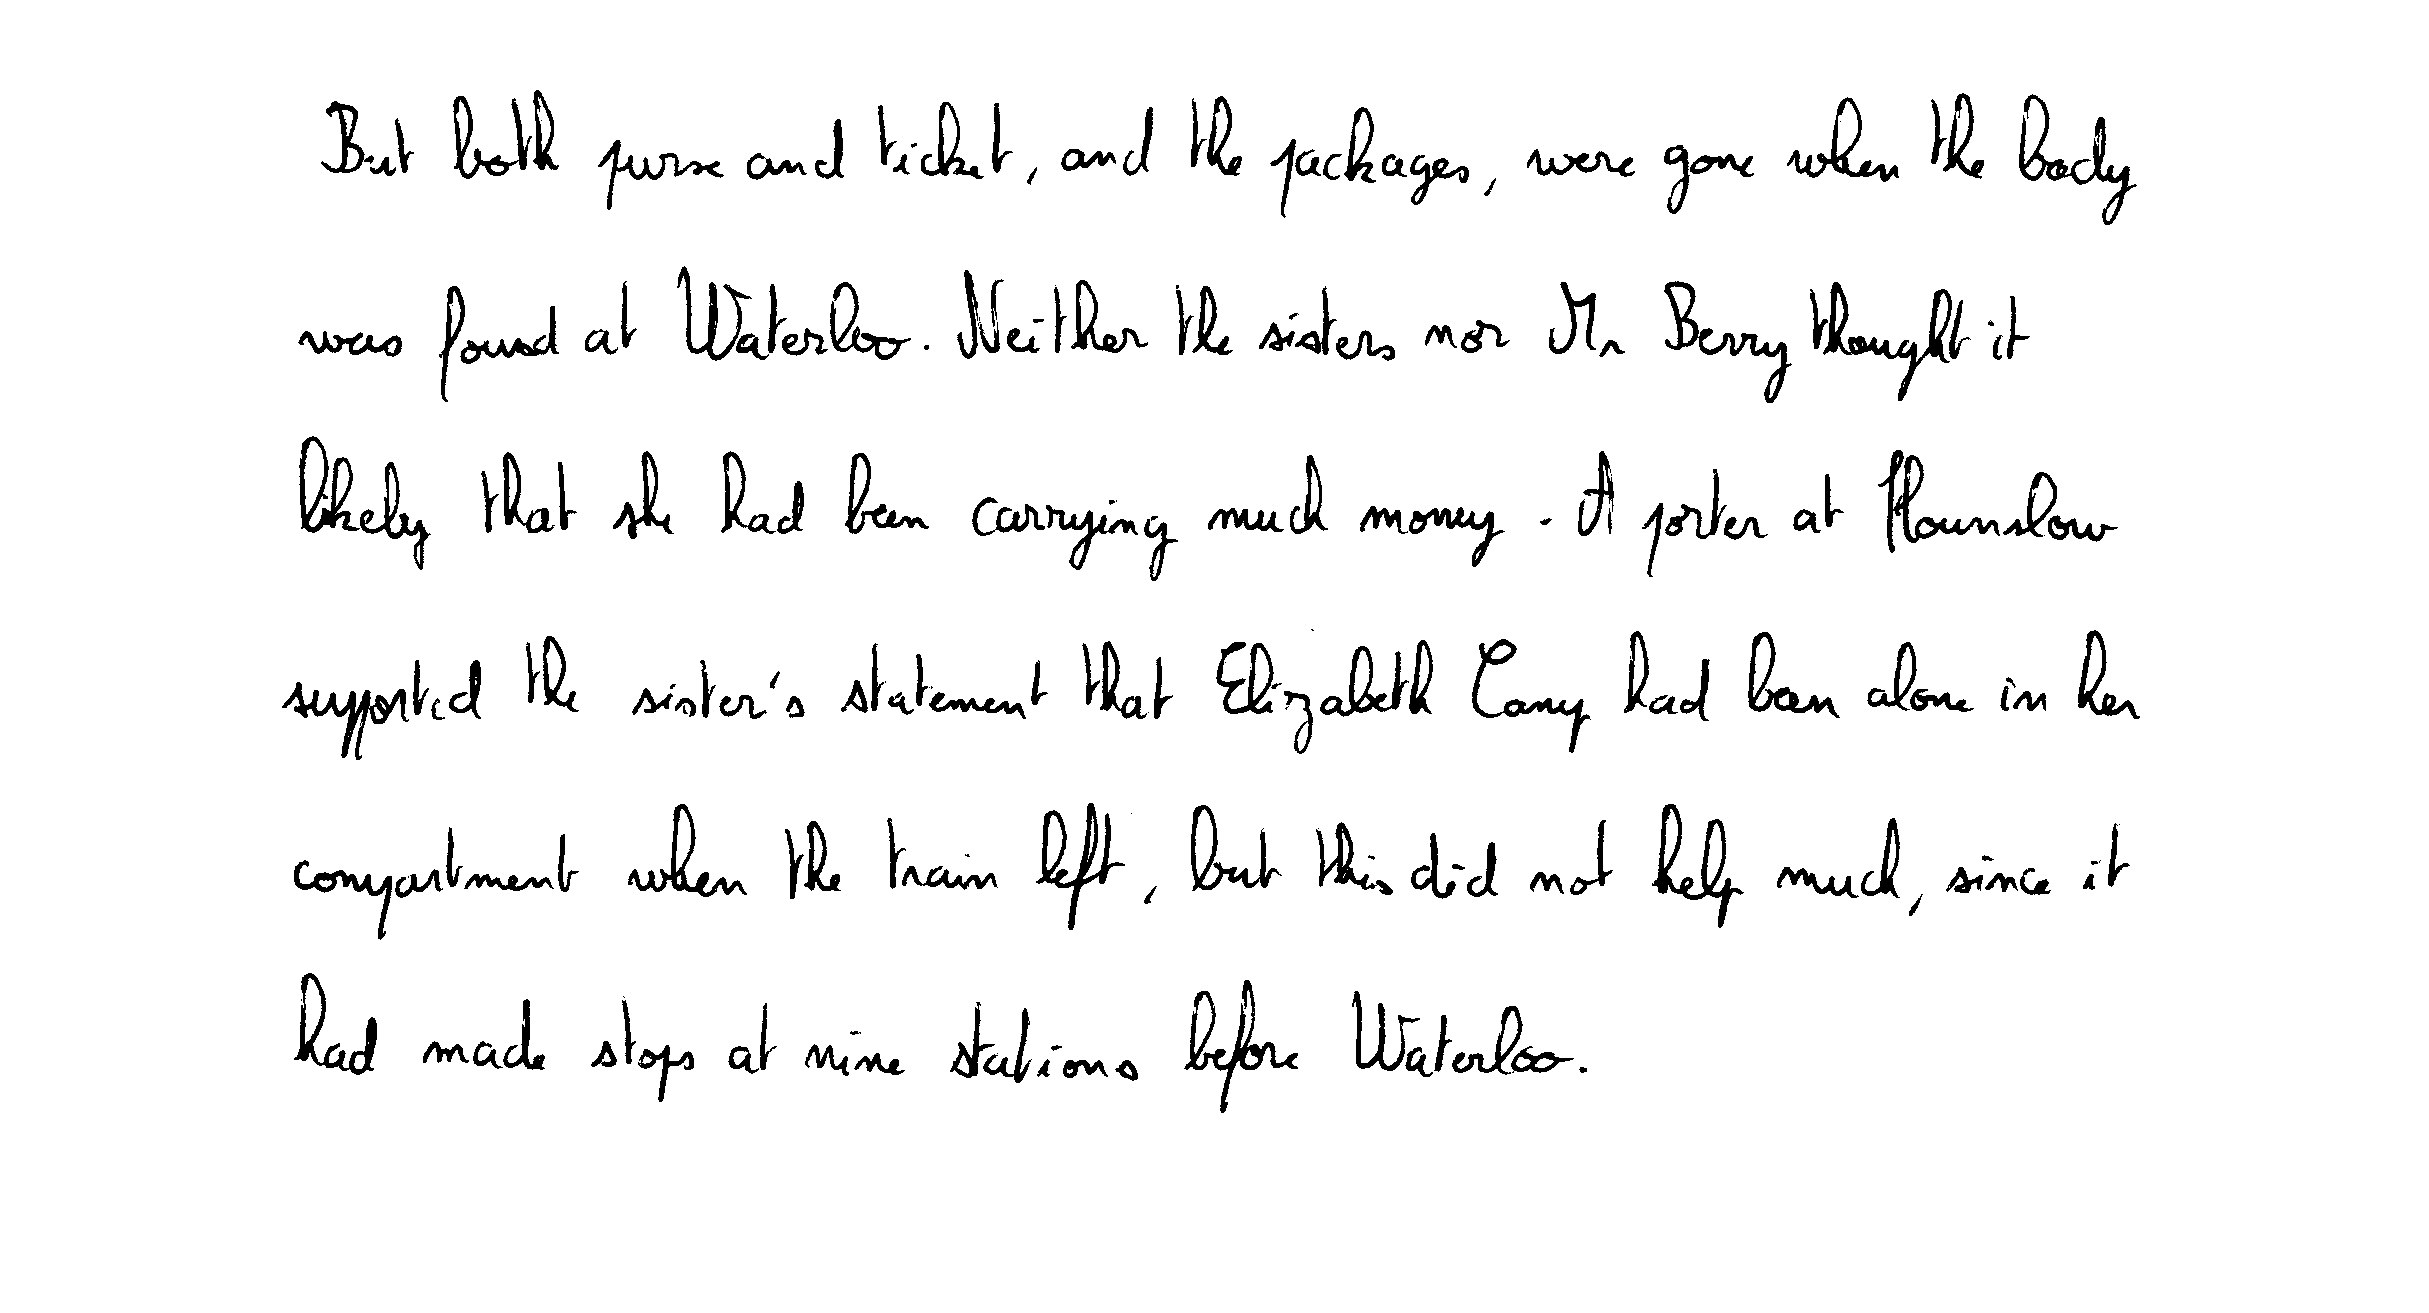 But both purse and ticket, and the packages, were gone when the body
was found at Waterloo. Neither the sisters nor Mr Berry thought it
likely that she had been carrying much money. A porter at Hounslow
supported the sister's statement that Elizabeth Camp had been alone in her
compartment when the train left, but this did not help much, since it
had made stops at nine stations before Waterloo.